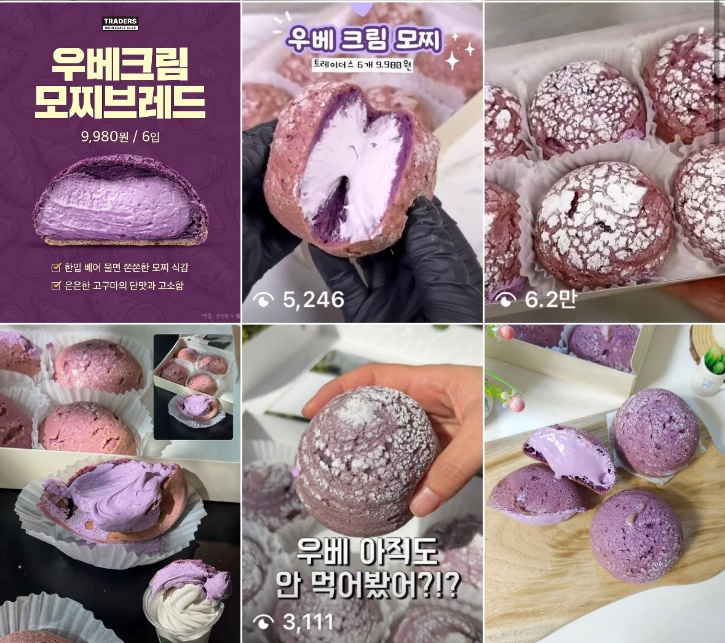 TRADERS
우베크림
모찌브레드
9,980원 / 6입
한입 베어 물면 쫀쫀한 모찌 식감
은은한 고구마의 단맛과 고소함
우베 크림 모찌
트레이더스 6개 9,980원
5,246
6.2만
우베 아직도
안 먹어봤어?!?
3,111